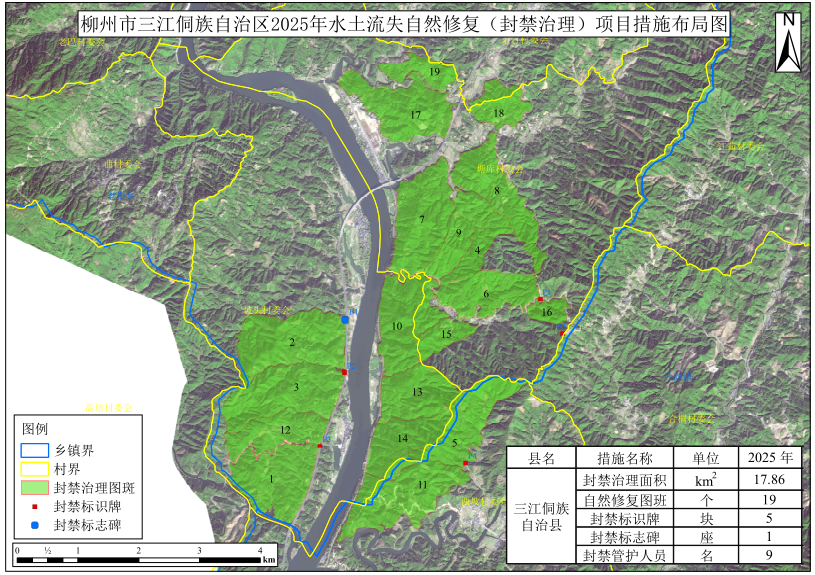 柳州市三江侗族自治区2025年水土流失自然修复（封禁治理）项目措施布局图
N
19
17
18
8
7
9
4
6
16
10
15
2
3
13
12
14
5
1
11
图例
乡镇界
村界
封禁治理图斑
封禁标识牌
封禁标志碑
0 ½ 1 2 3 4
km
县名 措施名称 单位 2025 年
三江侗族自治县
封禁治理面积 km² 17.86
自然修复图斑 个 19
封禁标识牌 块 5
封禁标志碑 座 1
封禁管护人员 名 9